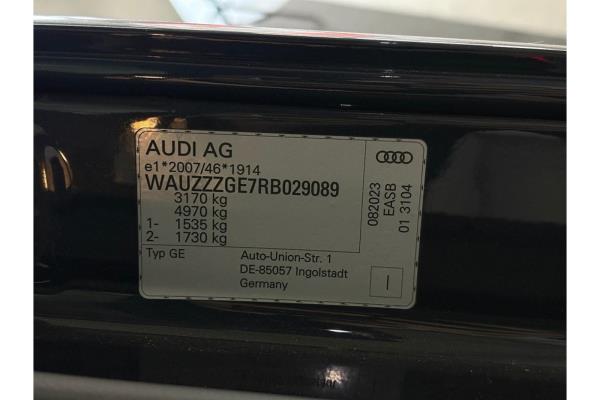 AUDI AG
e1*2007/46*1914
WAUZZZGE7RB029089
3170 kg
4970 kg
1- 1535 kg
2- 1730 kg
Typ GE
Auto-Union-Str. 1
DE-85057 Ingolstadt
Germany
082023
EASB
01 3104
I